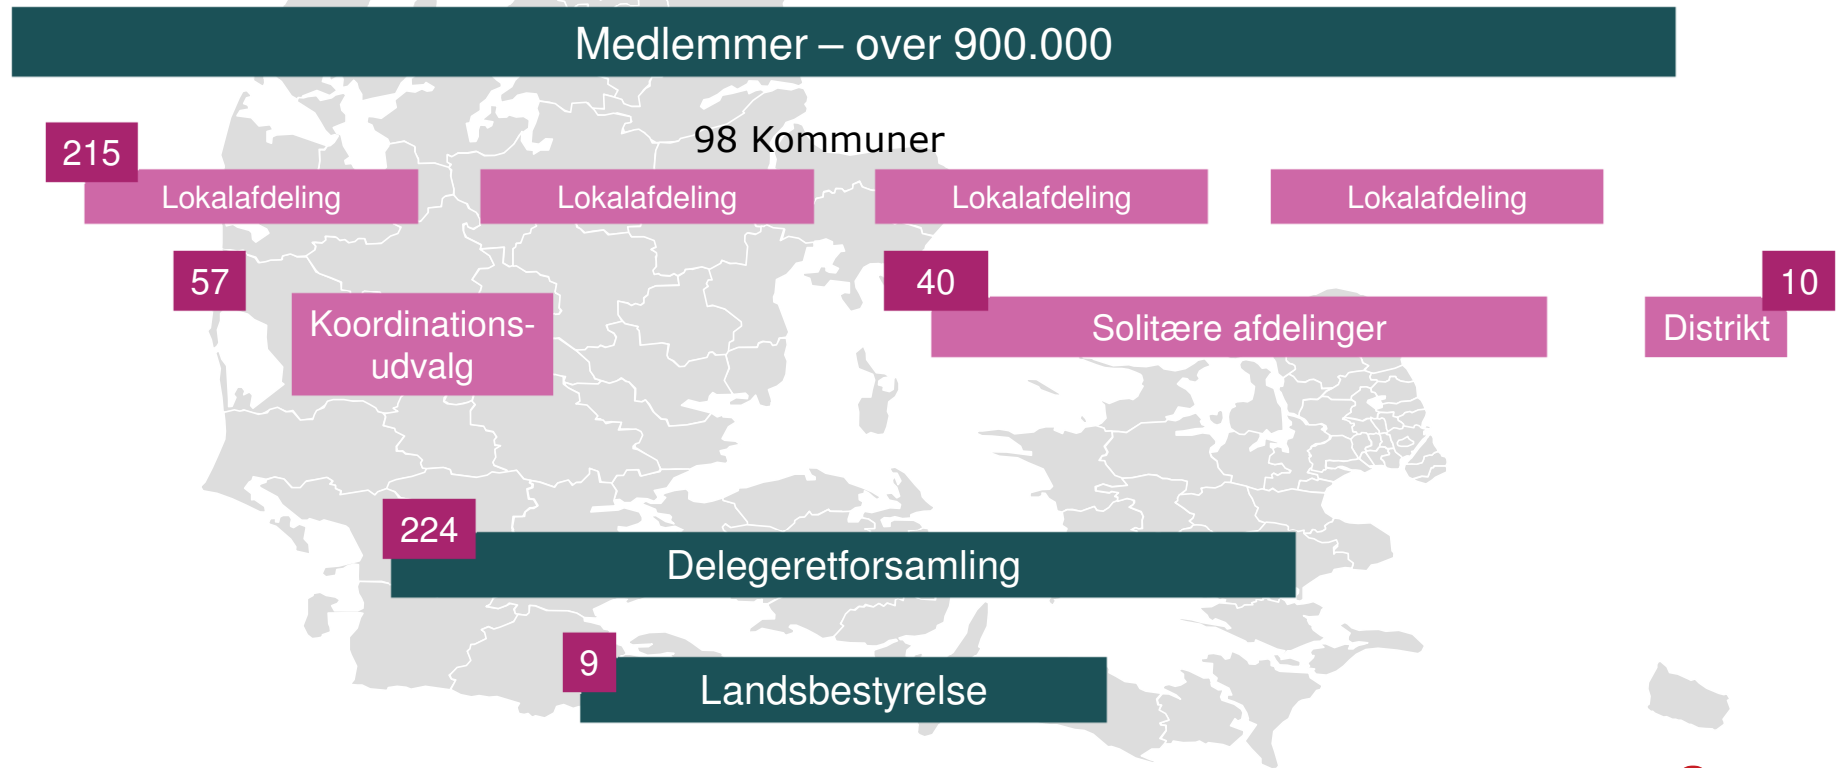 Medlemmer – over 900.000
98 Kommuner
215
Lokalafdeling
Lokalafdeling
Lokalafdeling
Lokalafdeling
57
Koordinations-
udvalg
40
Solitære afdelinger
10
Distrikt
224
Delegeretforsamling
9
Landsbestyrelse